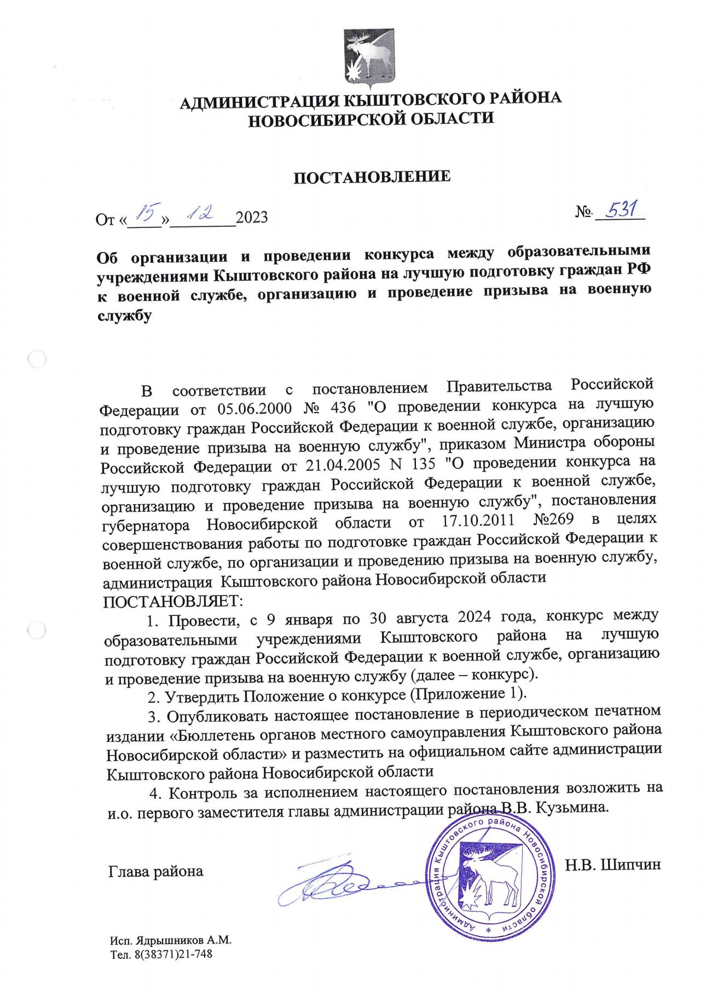 АДМИНИСТРАЦИЯ КЫШТОВСКОГО РАЙОНА
НОВОСИБИРСКОЙ ОБЛАСТИ
ПОСТАНОВЛЕНИЕ
От «15» 12 2023 № 531
Об организации и проведении конкурса между образовательными
учреждениями Кыштовского района на лучшую подготовку граждан РФ
к военной службе, организацию и проведение призыва на военную
службу
В соответствии с постановлением Правительства Российской
Федерации от 05.06.2000 № 436 "О проведении конкурса на лучшую
подготовку граждан Российской Федерации к военной службе, организацию
и проведение призыва на военную службу", приказом Министра обороны
Российской Федерации от 21.04.2005 N 135 "О проведении конкурса на
лучшую подготовку граждан Российской Федерации к военной службе,
организацию и проведение призыва на военную службу", постановления
губернатора Новосибирской области от 17.10.2011 №269 в целях
совершенствования работы по подготовке граждан Российской Федерации к
военной службе, по организации и проведению призыва на военную службу,
администрация Кыштовского района Новосибирской области
ПОСТАНОВЛЯЕТ:
1. Провести, с 9 января по 30 августа 2024 года, конкурс между
образовательными учреждениями Кыштовского района на лучшую
подготовку граждан Российской Федерации к военной службе, организацию
и проведение призыва на военную службу (далее – конкурс).
2. Утвердить Положение о конкурсе (Приложение 1).
3. Опубликовать настоящее постановление в периодическом печатном
издании «Бюллетень органов местного самоуправления Кыштовского района
Новосибирской области» и разместить на официальном сайте администрации
Кыштовского района Новосибирской области
4. Контроль за исполнением настоящего постановления возложить на
и.о. первого заместителя главы администрации района В.В. Кузьмина.
Глава района Н.В. Шипчин
Администрация Кыштовского района Новосибирской области *
Исп. Ядрышников А.М.
Тел. 8(38371)21-748